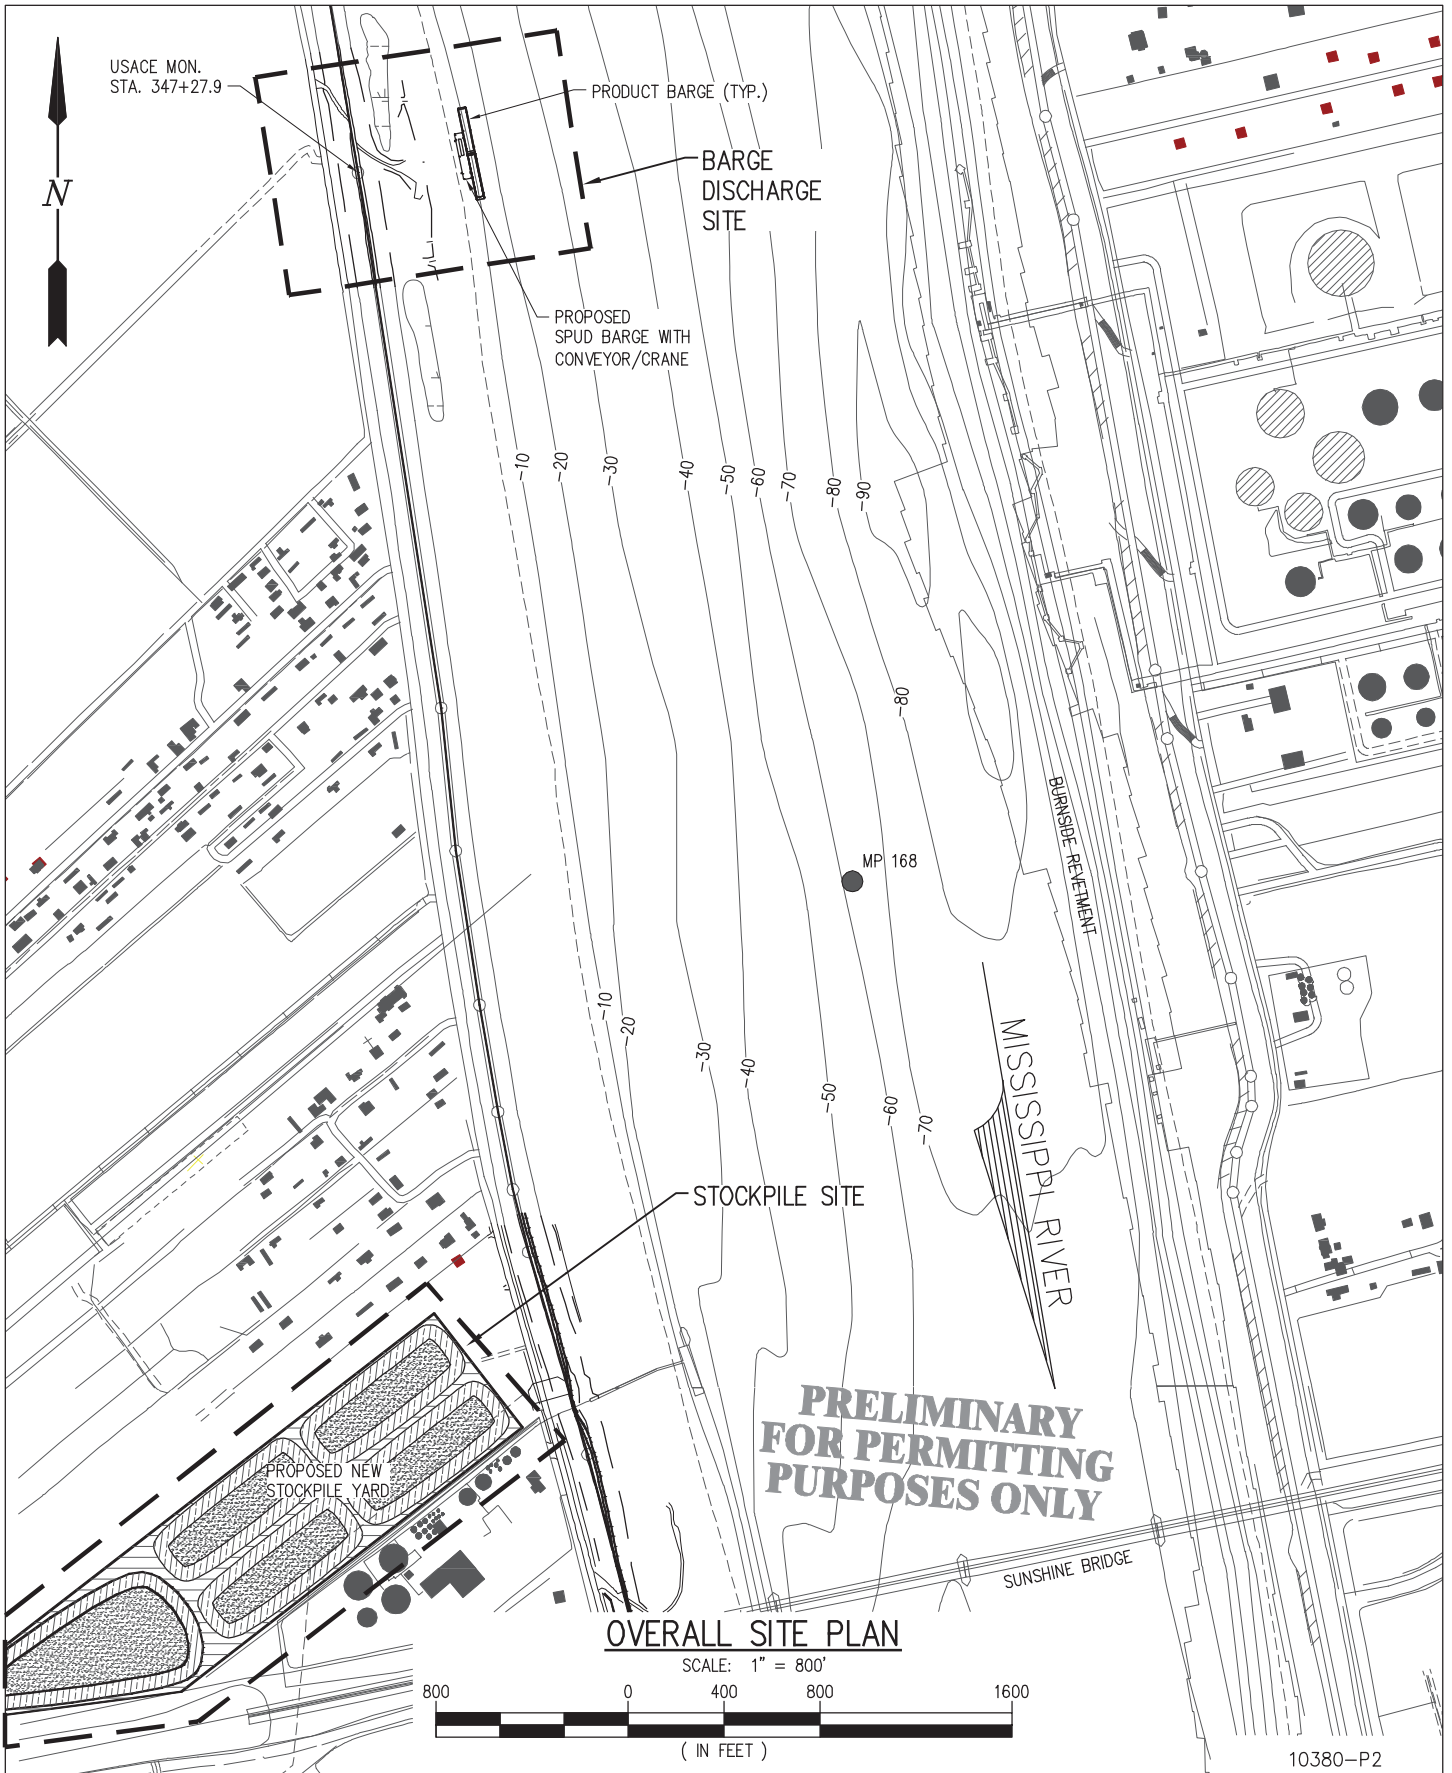 USACE MON.
STA. 347+27.9
PRODUCT BARGE (TYP.)
BARGE
DISCHARGE
SITE
N
PROPOSED
SPUD BARGE WITH
CONVEYOR/CRANE
-10
-20
-30
-40
-50
-60
-70
-80
-90
-80
BURNSIDE REVETMENT
MP 168
-10
-20
-30
-40
-50
-60
-70
MISSISSIPPI RIVER
STOCKPILE SITE
PROPOSED NEW
STOCKPILE YARD
PRELIMINARY
FOR PERMITTING
PURPOSES ONLY
SUNSHINE BRIDGE
OVERALL SITE PLAN
SCALE: 1" = 800'
800 0 400 800 1600
( IN FEET )
10380-P2